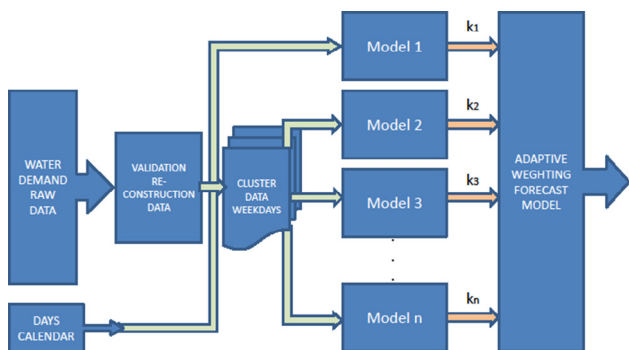 WATER
DEMAND
RAW
DATA
DAYS
CALENDAR
VALIDATION
RE-
CONSTRUCTION
DATA
CLUSTER
DATA
WEEKDAYS
Model 1
Model 2
Model 3
.
.
.
Model n
k1
k2
k3
kn
ADAPTIVE
WEGHTING
FORECAST
MODEL